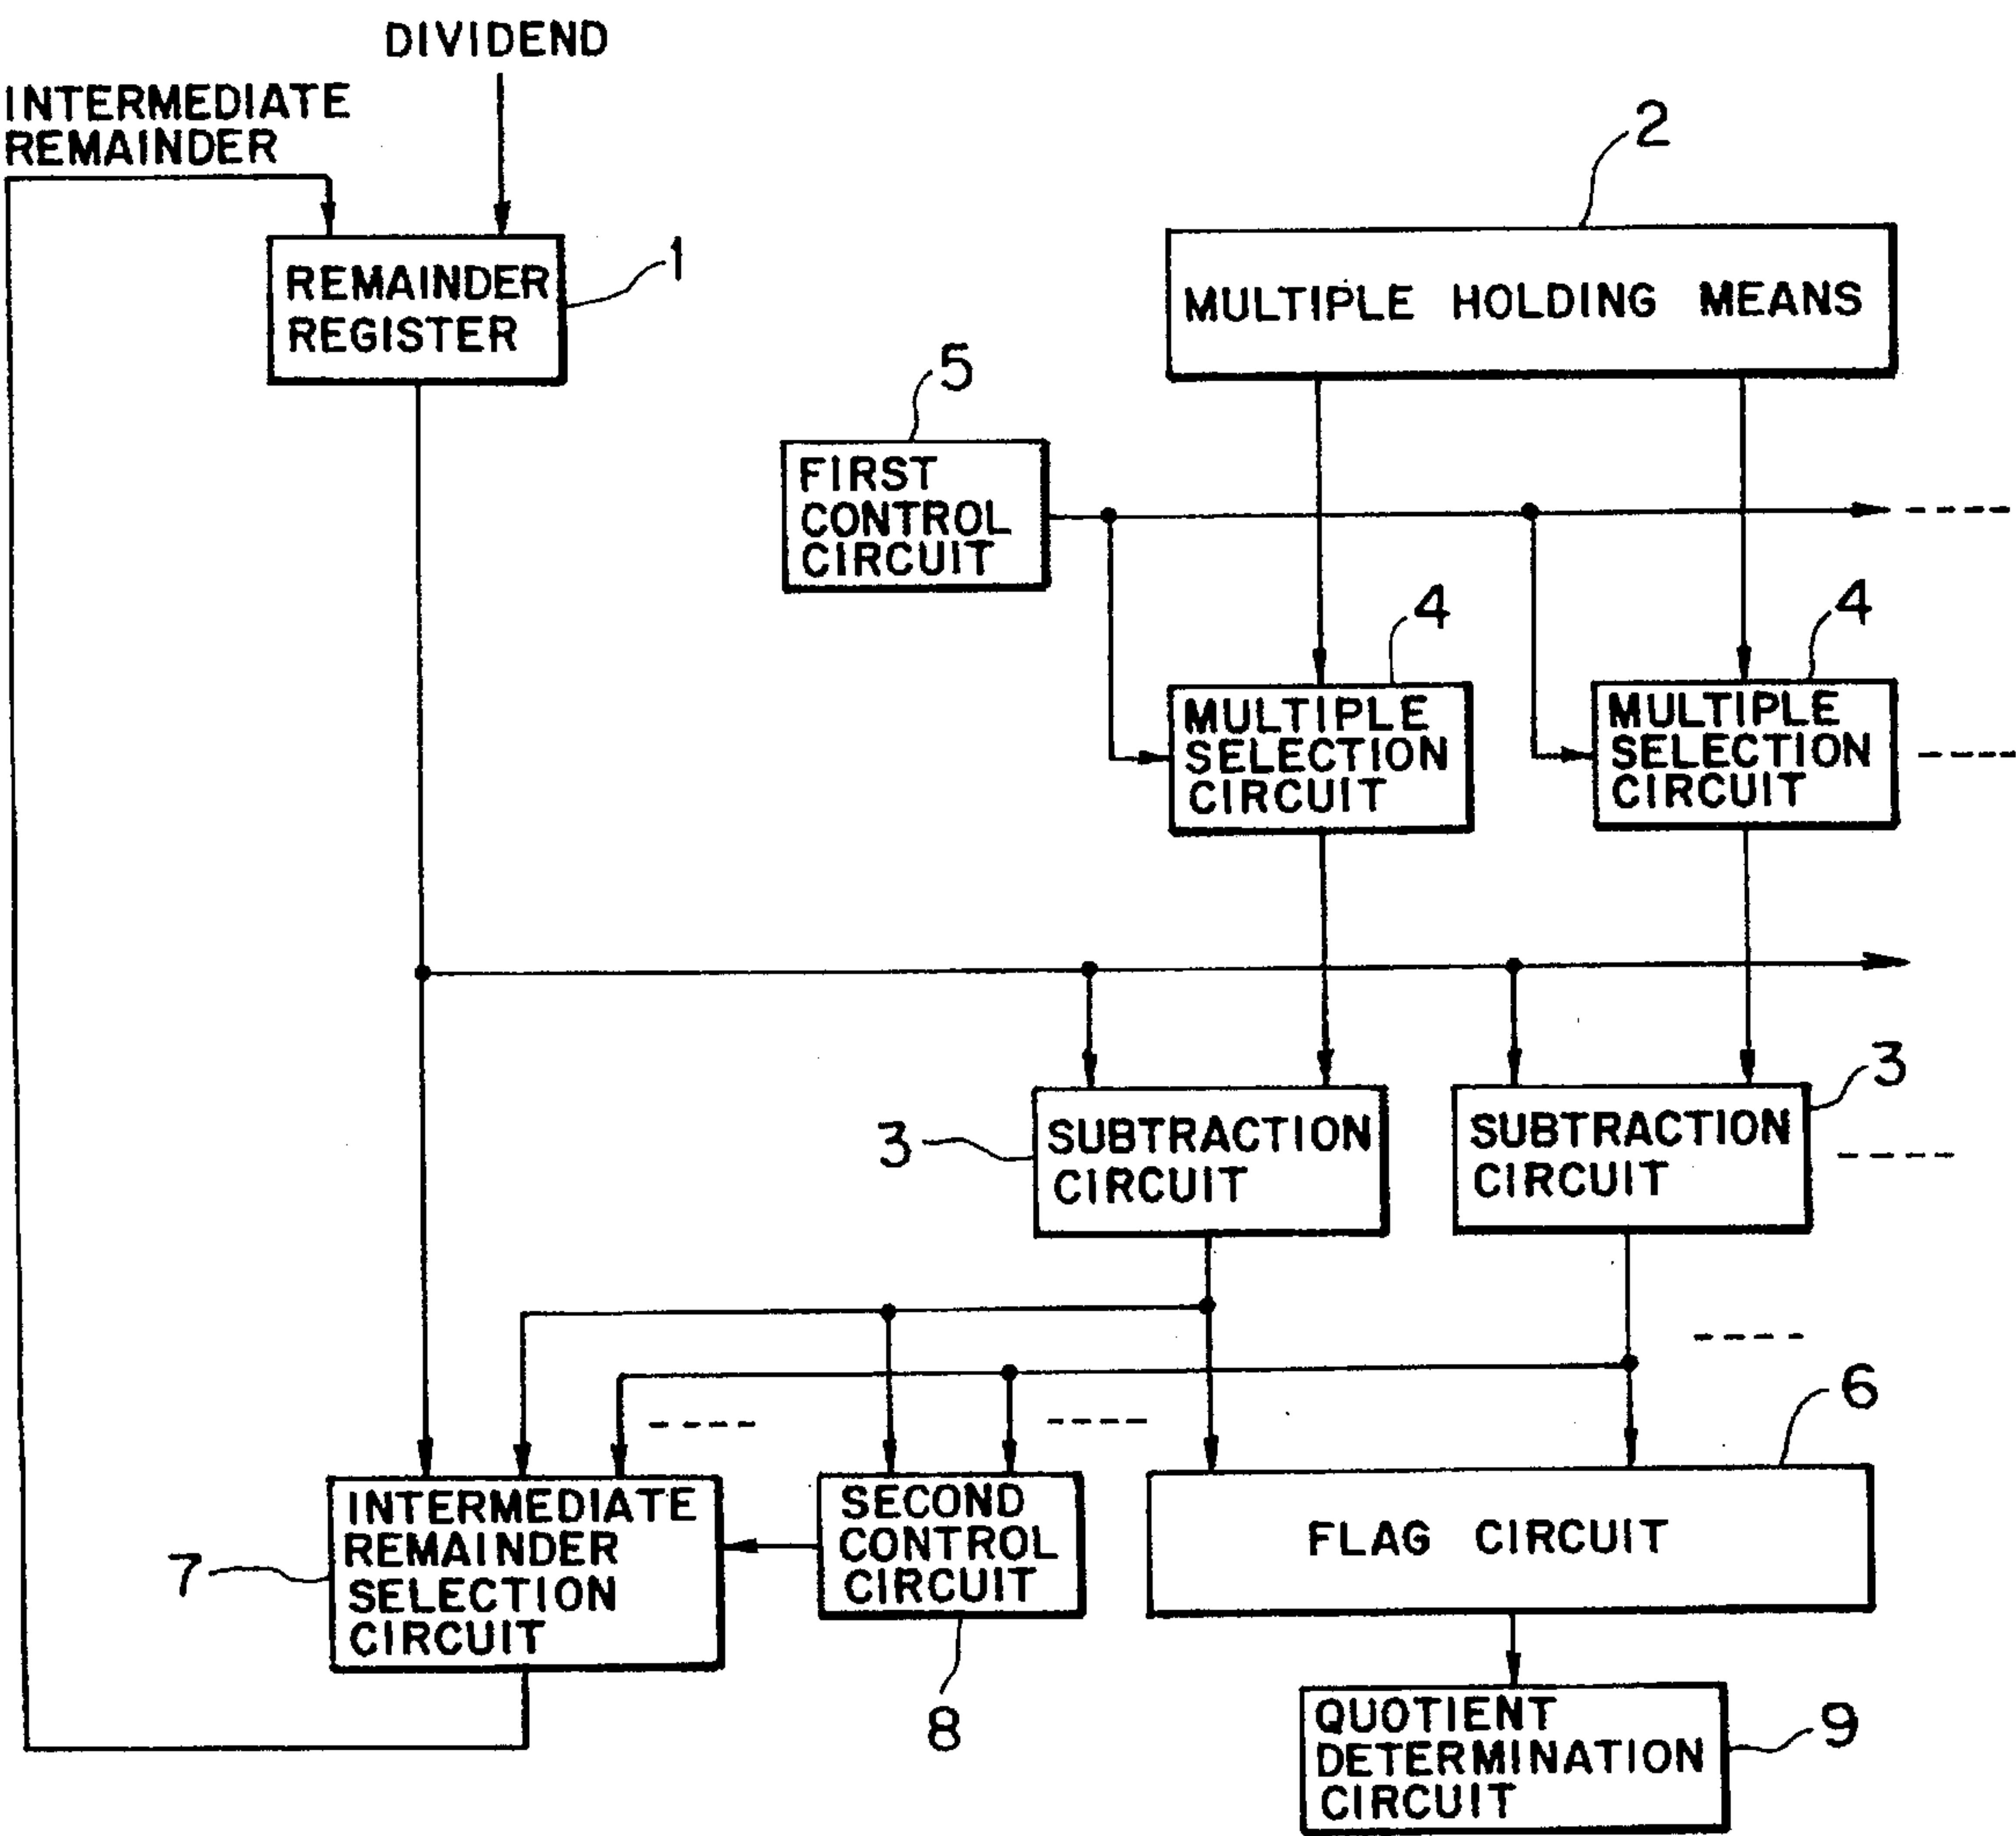 DIVIDEND
INTERMEDIATE
REMAINDER
2
REMAINDER
REGISTER
1
MULTIPLE HOLDING MEANS
5
FIRST
CONTROL
CIRCUIT
4
4
MULTIPLE
SELECTION
CIRCUIT
MULTIPLE
SELECTION
CIRCUIT
3
SUBTRACTION
CIRCUIT
3
SUBTRACTION
CIRCUIT
6
INTERMEDIATE
REMAINDER
SELECTION
CIRCUIT
7
SECOND
CONTROL
CIRCUIT
8
FLAG CIRCUIT
QUOTIENT
DETERMINATION
CIRCUIT
9